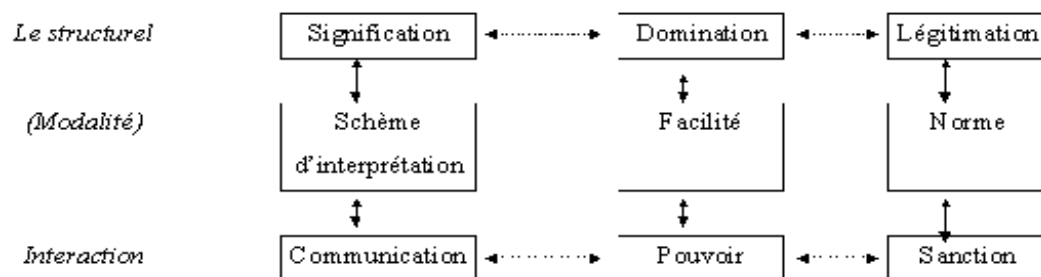 Le structurel Signification Domination Légitimation
(Modalité) Schème Facilité Norme
d'interprétation
Interaction Communication Pouvoir Sanction